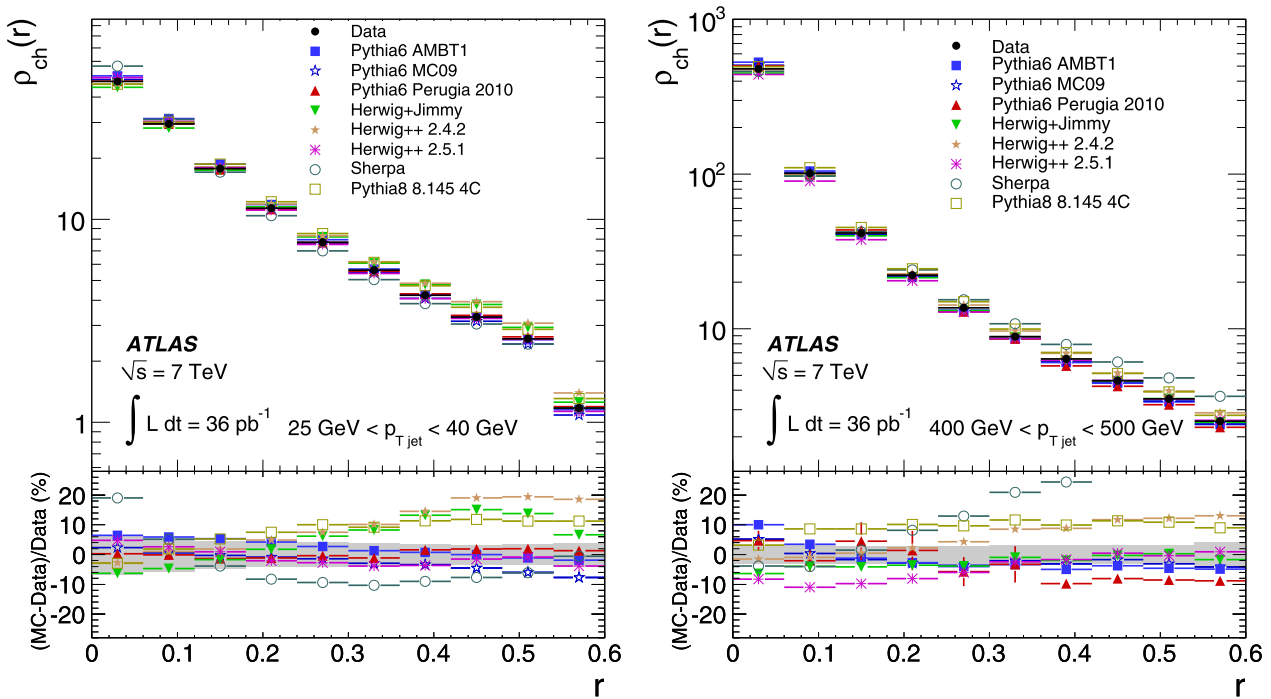 ρch(r)
Data
Pythia6 AMBT1
Pythia6 MC09
Pythia6 Perugia 2010
Herwig+Jimmy
Herwig++ 2.4.2
Herwig++ 2.5.1
Sherpa
Pythia8 8.145 4C
10
1
ATLAS
√s = 7 TeV
∫ L dt = 36 pb⁻¹
25 GeV < pT jet < 40 GeV
(MC-Data)/Data (%)
20
10
0
-10
-20
0 0.1 0.2 0.3 0.4 0.5 0.6
r
ρch(r)
10³
10²
10
Data
Pythia6 AMBT1
Pythia6 MC09
Pythia6 Perugia 2010
Herwig+Jimmy
Herwig++ 2.4.2
Herwig++ 2.5.1
Sherpa
Pythia8 8.145 4C
ATLAS
√s = 7 TeV
∫ L dt = 36 pb⁻¹
400 GeV < pT jet < 500 GeV
(MC-Data)/Data (%)
20
10
0
-10
-20
0 0.1 0.2 0.3 0.4 0.5 0.6
r